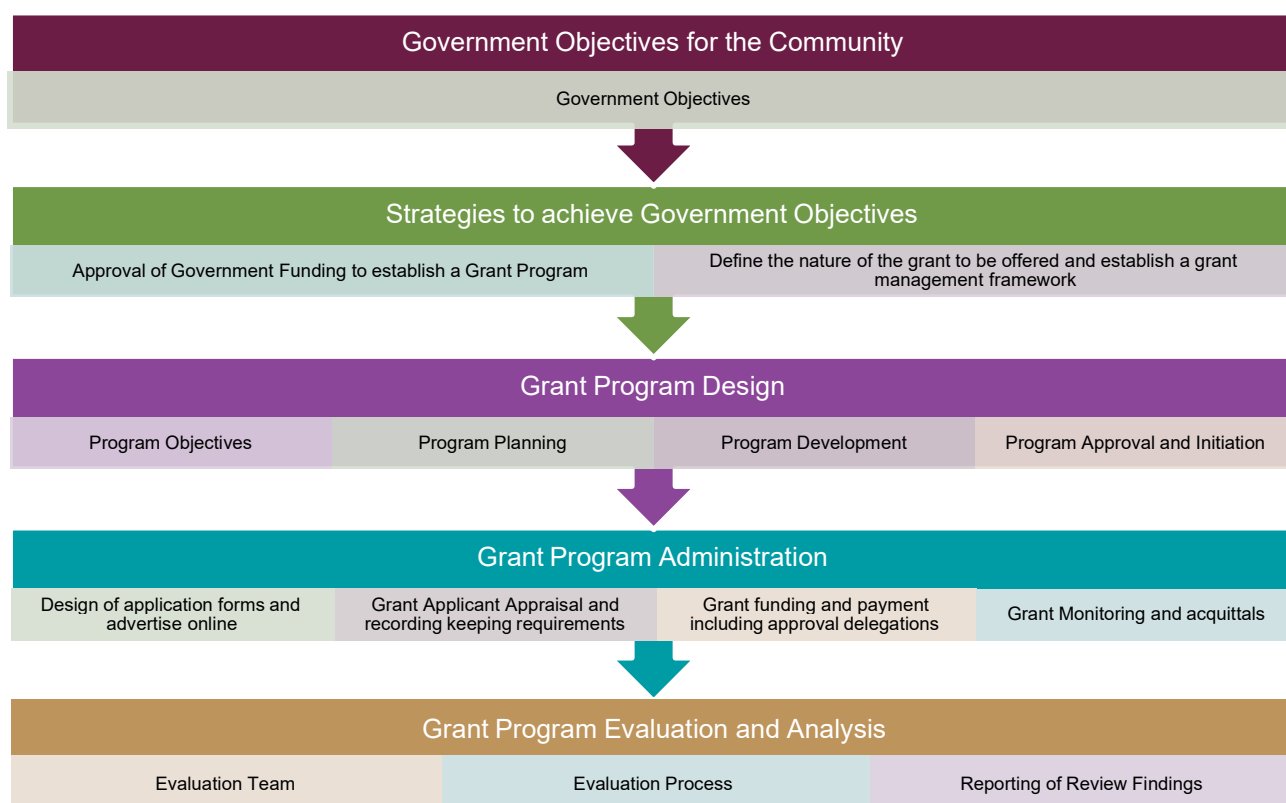 Government Objectives for the Community
Government Objectives
Strategies to achieve Government Objectives
Approval of Government Funding to establish a Grant Program
Define the nature of the grant to be offered and establish a grant
management framework
Grant Program Design
Program Objectives
Program Planning
Program Development
Program Approval and Initiation
Grant Program Administration
Design of application forms and
advertise online
Grant Applicant Appraisal and
recording keeping requirements
Grant funding and payment
including approval delegations
Grant Monitoring and acquittals
Grant Program Evaluation and Analysis
Evaluation Team
Evaluation Process
Reporting of Review Findings